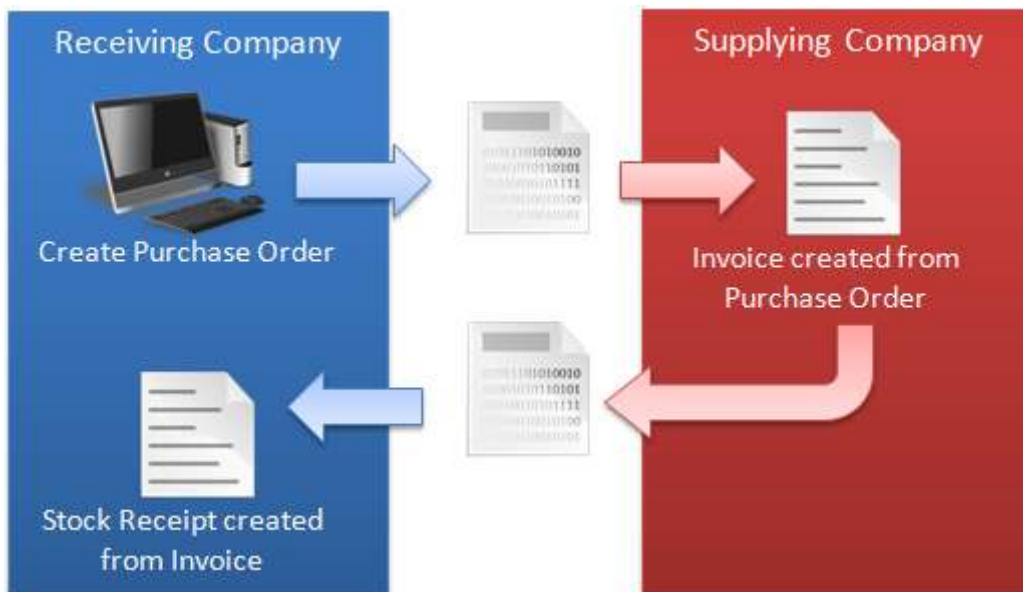 Receiving Company
Supplying Company
Create Purchase Order
Invoice created from
Purchase Order
Stock Receipt created
from Invoice